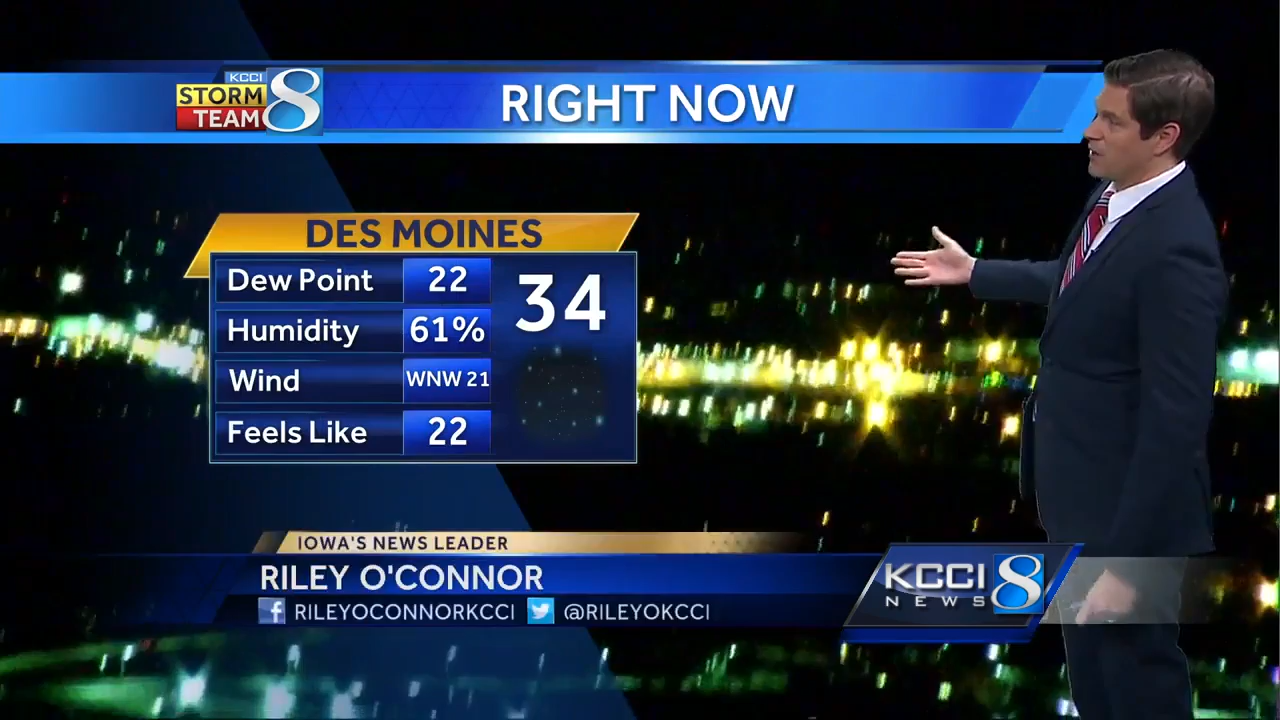 KCCI
STORM
TEAM
8
RIGHT NOW
DES MOINES
Dew Point 22
34
Humidity 61%
Wind WNW 21
Feels Like 22
IOWA'S NEWS LEADER
RILEY O'CONNOR
f RILEYOCONNORKCCI @RILEYOKCCI
KCCI 8
NEWS